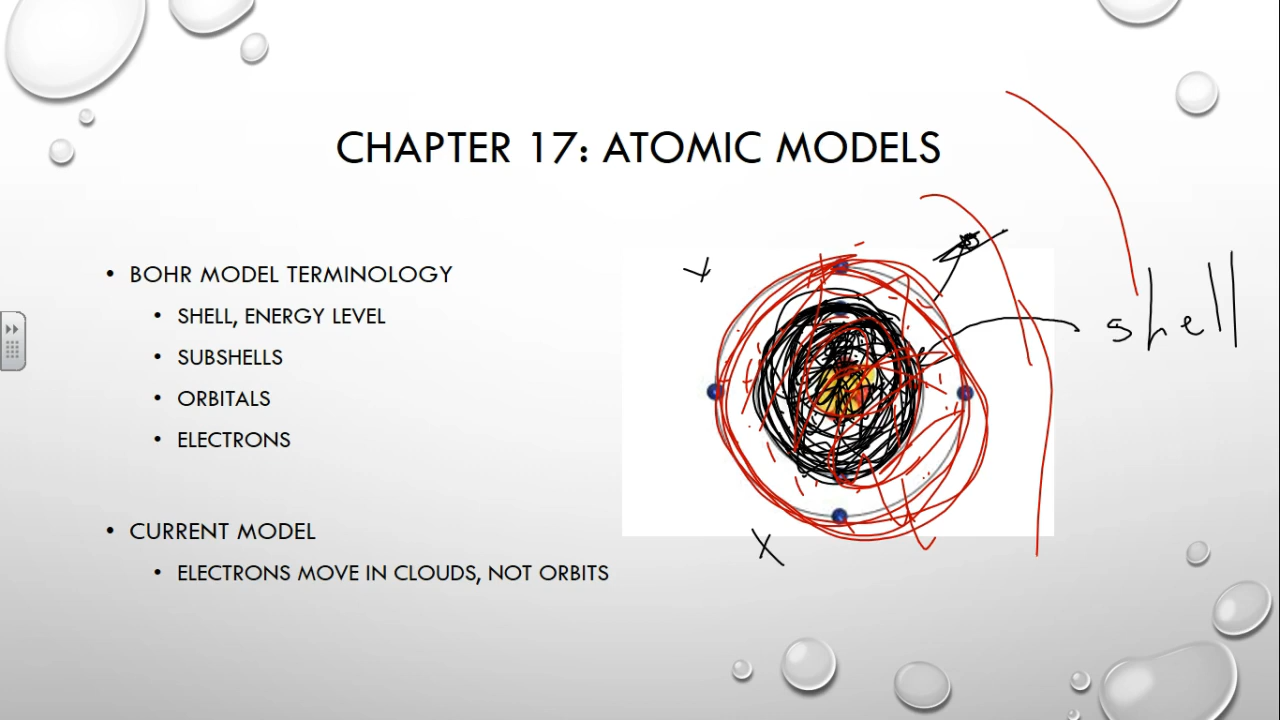 CHAPTER 17: ATOMIC MODELS
• BOHR MODEL TERMINOLOGY
• SHELL, ENERGY LEVEL
• SUBSHELLS
• ORBITALS
• ELECTRONS
• CURRENT MODEL
• ELECTRONS MOVE IN CLOUDS, NOT ORBITS
shell